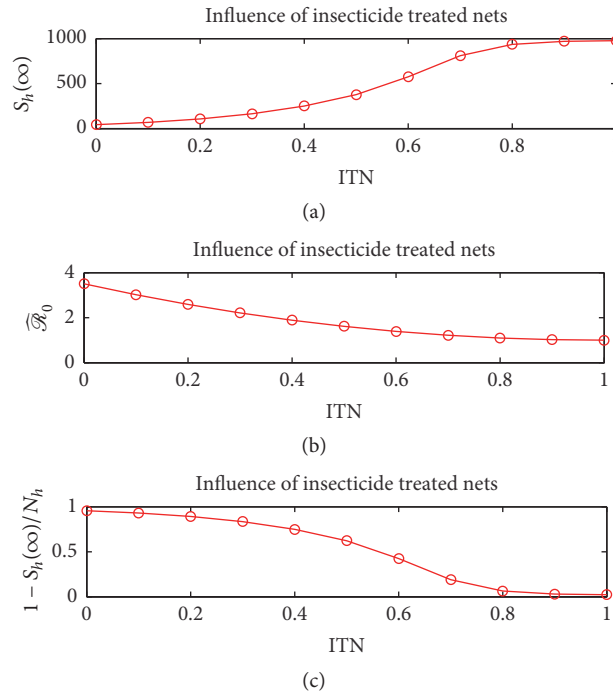 Influence of insecticide treated nets
1000
500
0
S_h(∞)
0 0.2 0.4 0.6 0.8
ITN
(a)
Influence of insecticide treated nets
4
2
0
\widehat{ℛ}_0
0 0.2 0.4 0.6 0.8 1
ITN
(b)
Influence of insecticide treated nets
1
0.5
0
1 − S_h(∞)/N_h
0 0.2 0.4 0.6 0.8 1
ITN
(c)